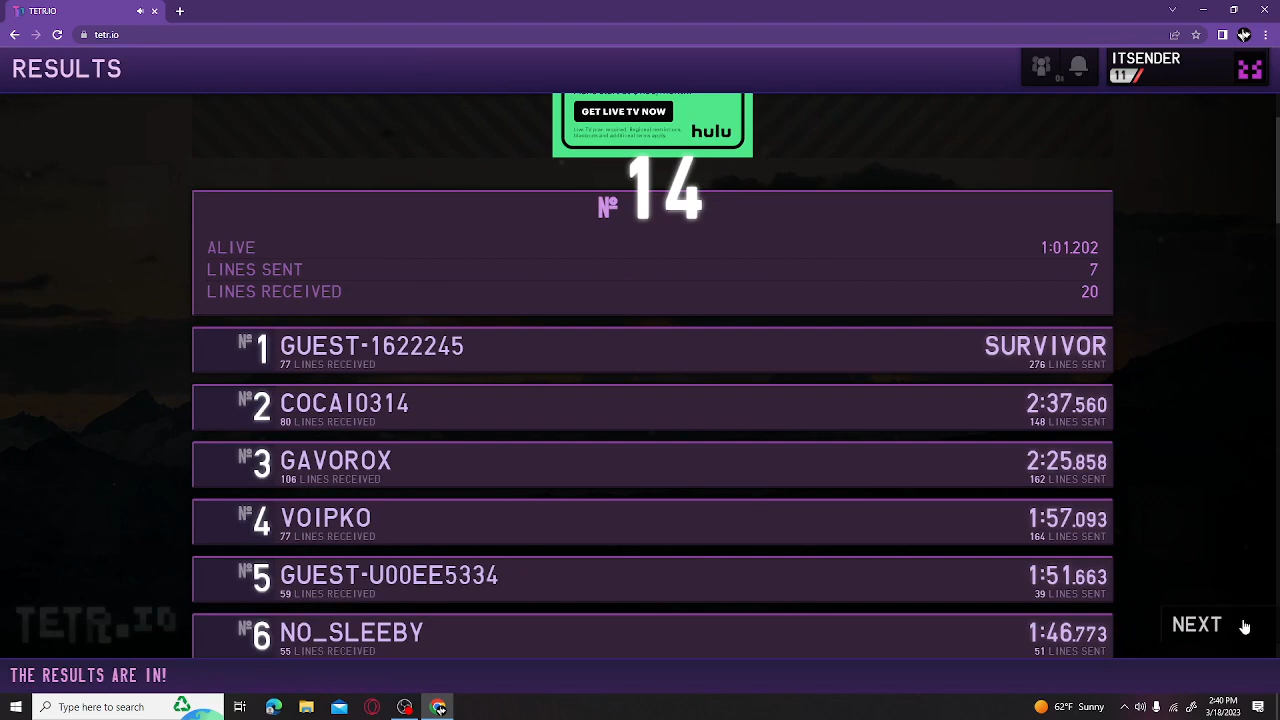 TETR.IO
tetr.io
RESULTS
0
ITSENDER
11
GET LIVE TV NOW
hulu
Nº 14
ALIVE 1:01.202
LINES SENT 7
LINES RECEIVED 20
Nº 1 GUEST-1622245 SURVIVOR
77 LINES RECEIVED 276 LINES SENT
Nº 2 COCAI0314 2:37.560
80 LINES RECEIVED 148 LINES SENT
Nº 3 GAVOROX 2:25.858
106 LINES RECEIVED 162 LINES SENT
Nº 4 VOIPKO 1:57.093
77 LINES RECEIVED 164 LINES SENT
Nº 5 GUEST-U00EE5334 1:51.663
59 LINES RECEIVED 39 LINES SENT
Nº 6 NO_SLEEBY 1:46.773
55 LINES RECEIVED 51 LINES SENT
TETR.IO
NEXT
THE RESULTS ARE IN!
Type here to search
62°F Sunny
2:40 PM
3/18/2023